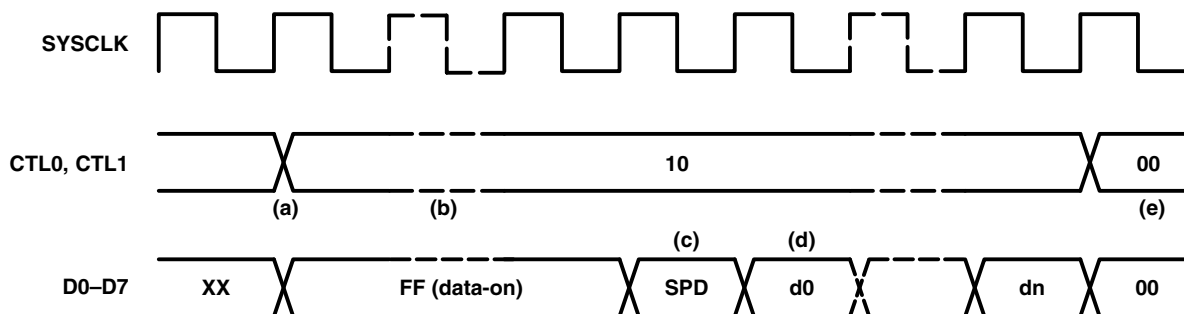 SYSCLK
CTL0, CTL1
10
00
(a)
(b)
(e)
(c)
(d)
D0–D7
XX
FF (data-on)
SPD
d0
dn
00